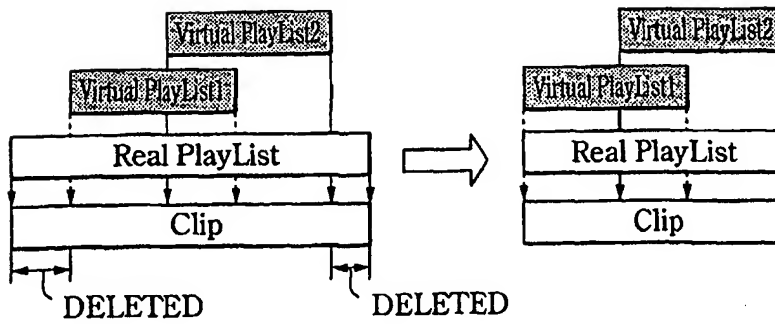 Virtual PlayList2
Virtual PlayList1
Real PlayList
Clip
DELETED
DELETED
Virtual PlayList2
Virtual PlayList1
Real PlayList
Clip